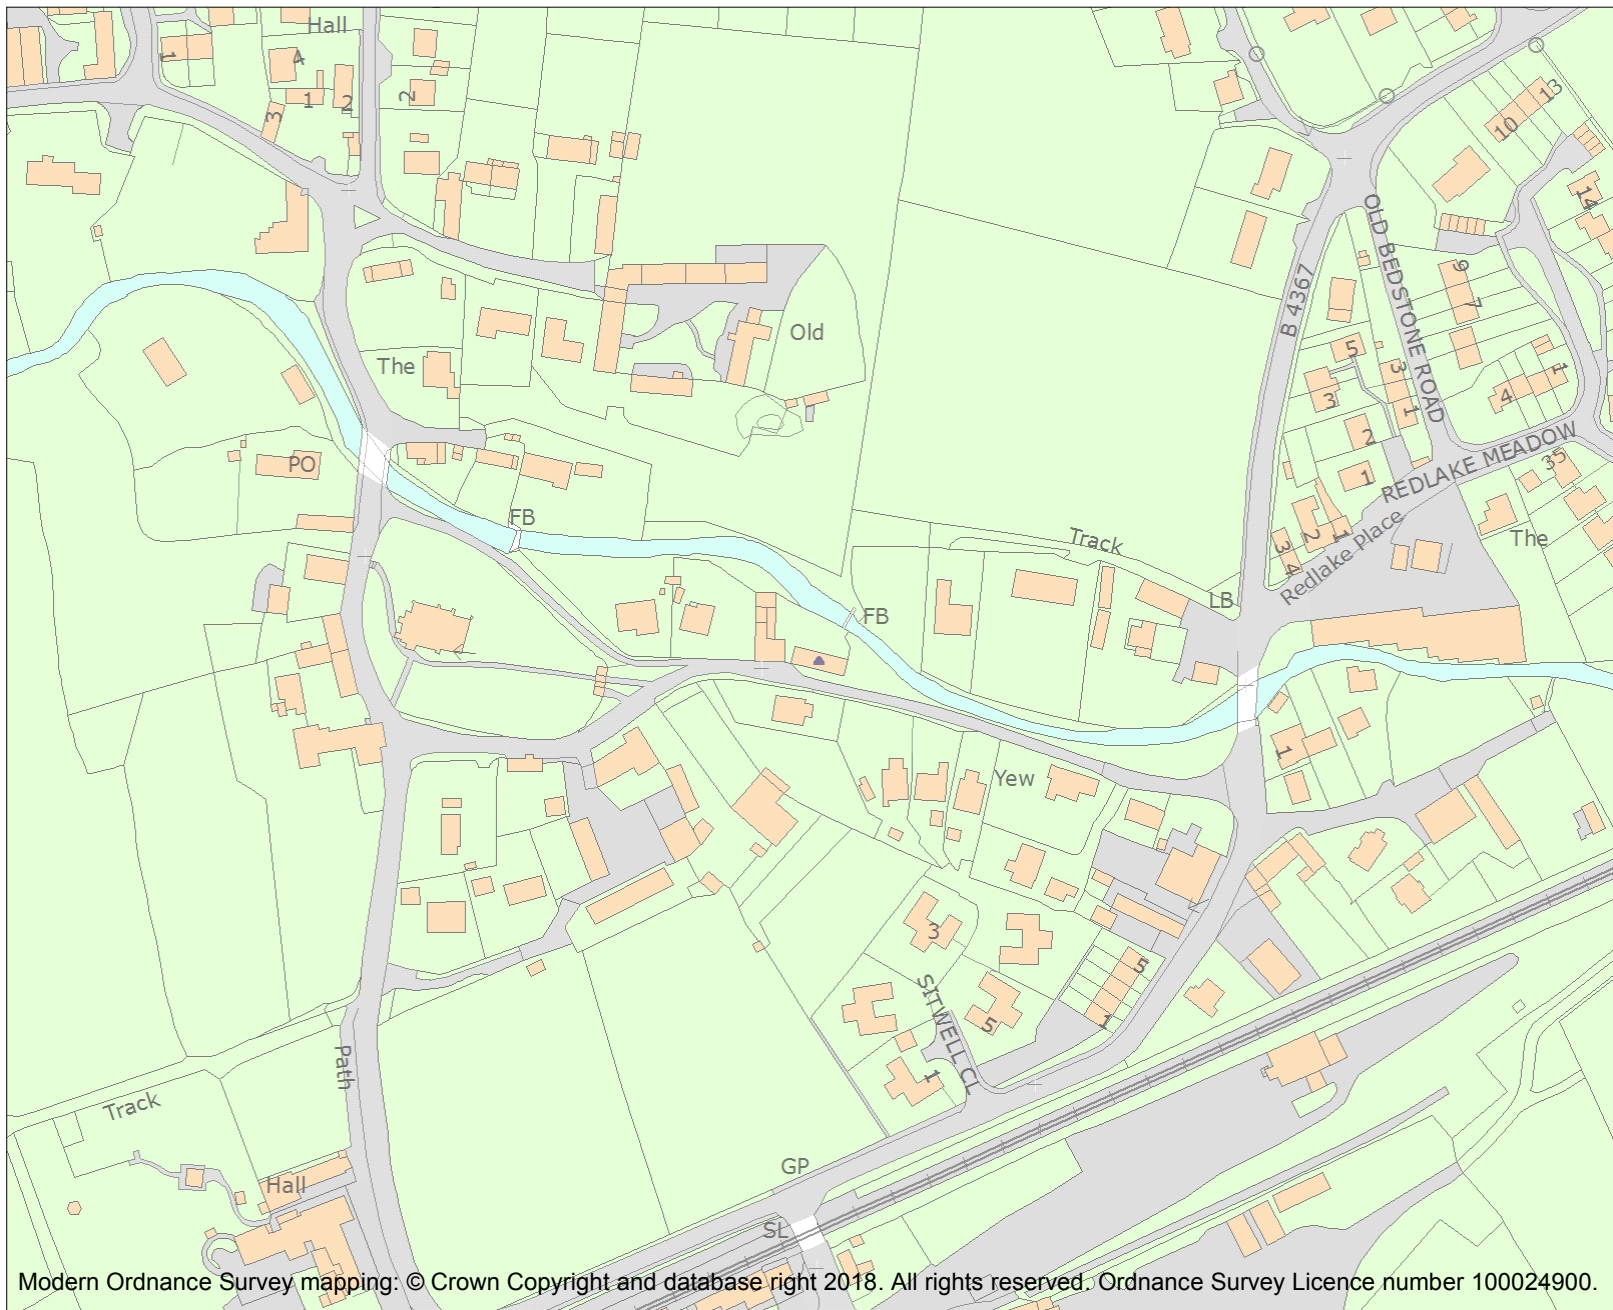 Hall
1
4
1
2
3
2
13
10
14
OLD BEDSTONE ROAD
B 4367
9
7
Old
The
5
3
3
1
1
4
2
1
PO
REDLAKE MEADOW
35
FB
Track
2
1
3
4
Redlake Place
The
LB
FB
1
Yew
3
5
SITWELL CL
5
1
1
Path
Track
GP
Hall
SL
Modern Ordnance Survey mapping: © Crown Copyright and database right 2018. All rights reserved. Ordnance Survey Licence number 100024900.